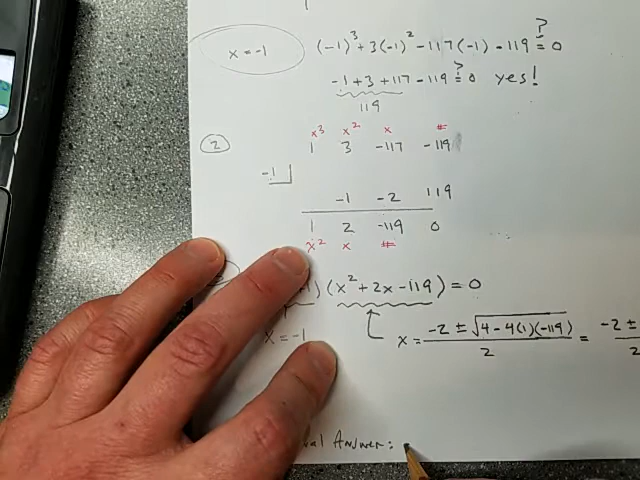 x = -1 (-1)³ + 3(-1)² - 117(-1) - 119 ≟ 0
-1 + 3 + 117 - 119 ≟ 0 yes!
119
x³ x² x #
② 1 3 -117 -119
-1
-1 -2 119
1 2 -119 0
x² x #
) (x² + 2x - 119) = 0
x = -1 x = (-2 ± √(4 - 4(1)(-119)))/2 = (-2 ±)/2
Answer: